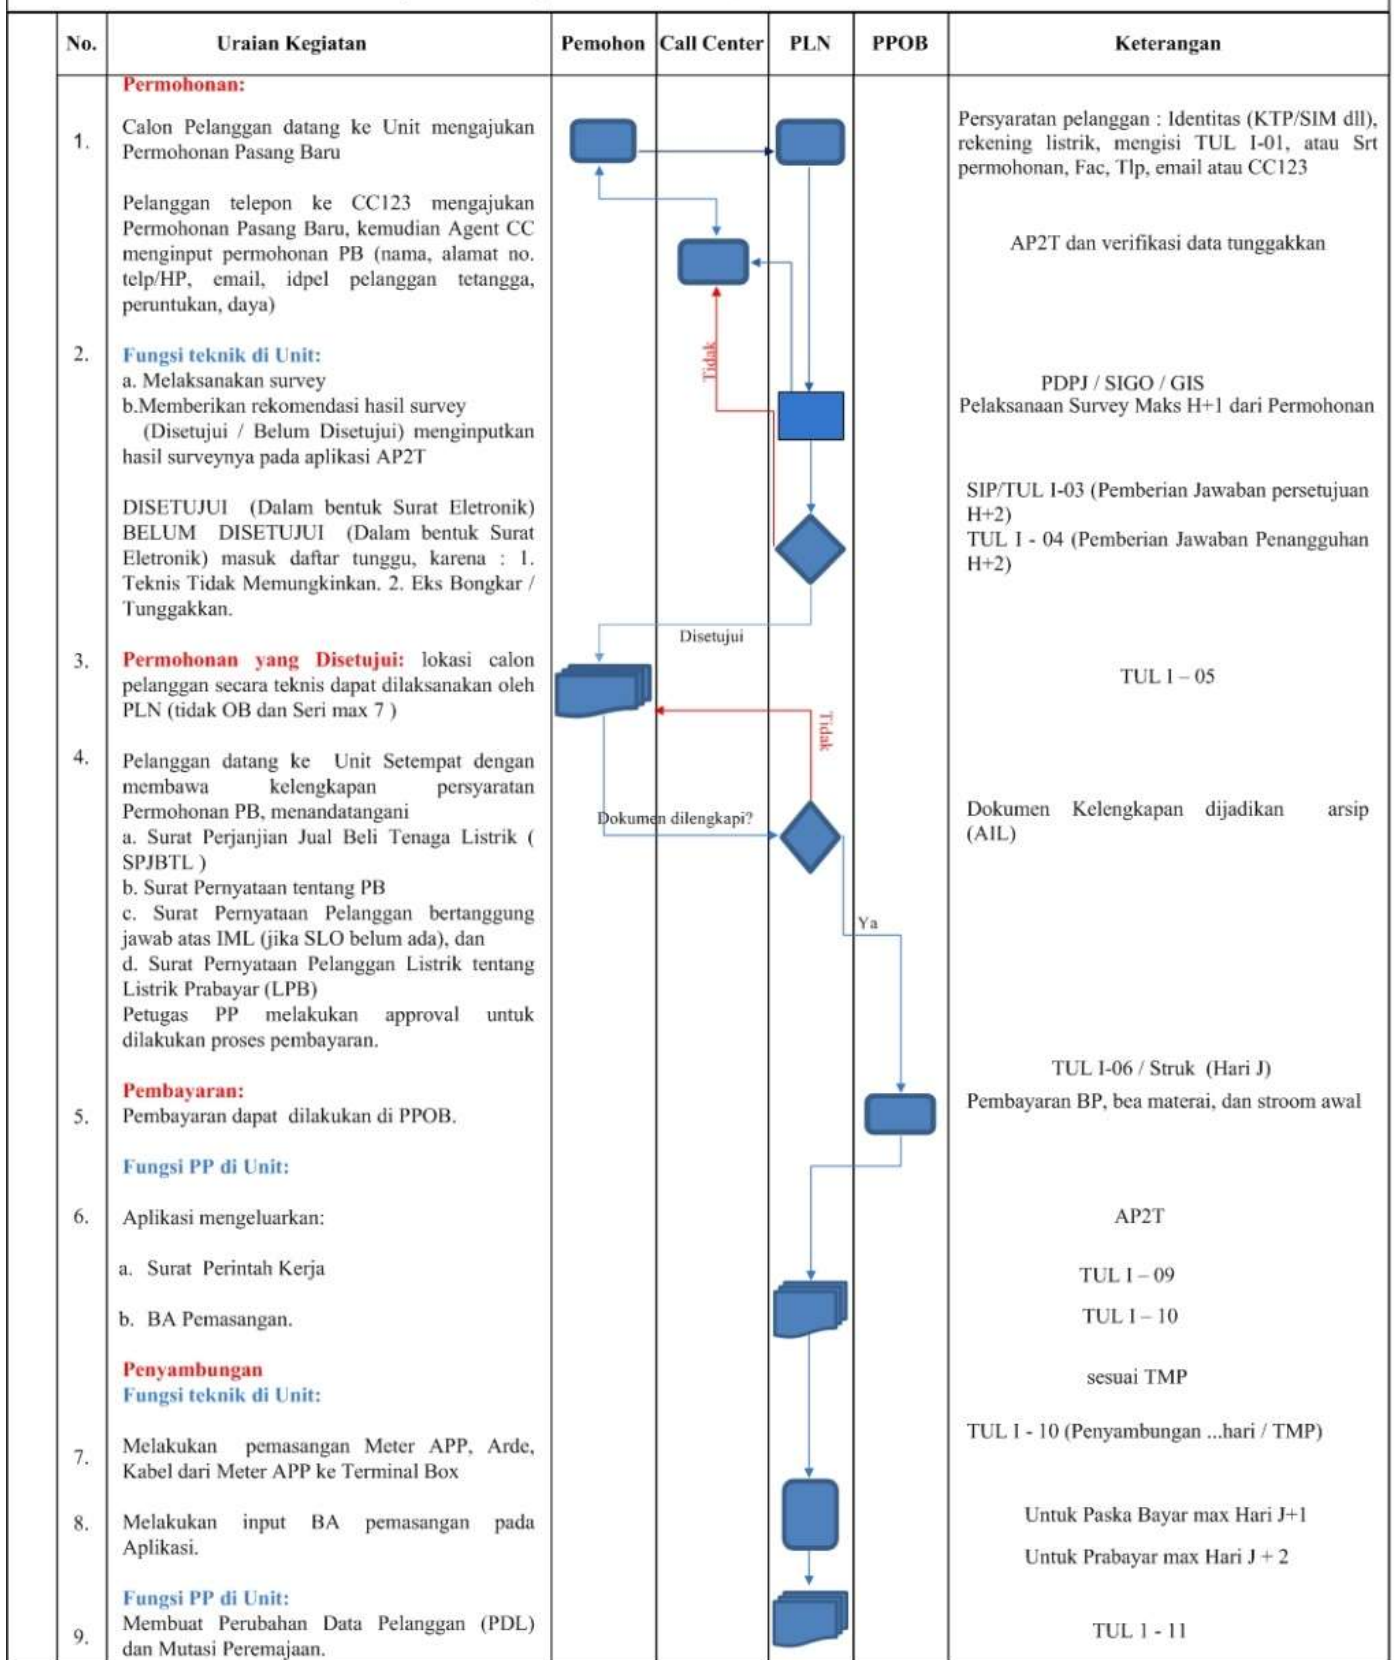 No.
Uraian Kegiatan
Pemohon
Call Center
PLN
PPOB
Keterangan
Permohonan:
1.
Calon Pelanggan datang ke Unit mengajukan
Permohonan Pasang Baru
Persyaratan pelanggan : Identitas (KTP/SIM dll),
rekening listrik, mengisi TUL I-01, atau Srt
permohonan, Fac, Tlp, email atau CC123
Pelanggan telepon ke CC123 mengajukan
Permohonan Pasang Baru, kemudian Agent CC
menginput permohonan PB (nama, alamat no.
telp/HP, email, idpel pelanggan tetangga,
peruntukan, daya)
AP2T dan verifikasi data tunggakkan
2.
Fungsi teknik di Unit:
a. Melaksanakan survey
b.Memberikan rekomendasi hasil survey
(Disetujui / Belum Disetujui) menginputkan
hasil surveynya pada aplikasi AP2T
Tidak
PDPJ / SIGO / GIS
Pelaksanaan Survey Maks H+1 dari Permohonan
DISETUJUI (Dalam bentuk Surat Eletronik)
BELUM DISETUJUI (Dalam bentuk Surat
Eletronik) masuk daftar tunggu, karena : 1.
Teknis Tidak Memungkinkan. 2. Eks Bongkar /
Tunggakkan.
SIP/TUL I-03 (Pemberian Jawaban persetujuan
H+2)
TUL I - 04 (Pemberian Jawaban Penangguhan
H+2)
Disetujui
3.
Permohonan yang Disetujui: lokasi calon
pelanggan secara teknis dapat dilaksanakan oleh
PLN (tidak OB dan Seri max 7 )
TUL I – 05
Tidak
4.
Pelanggan datang ke Unit Setempat dengan
membawa kelengkapan persyaratan
Permohonan PB, menandatangani
a. Surat Perjanjian Jual Beli Tenaga Listrik (
SPJBTL )
b. Surat Pernyataan tentang PB
c. Surat Pernyataan Pelanggan bertanggung
jawab atas IML (jika SLO belum ada), dan
d. Surat Pernyataan Pelanggan Listrik tentang
Listrik Prabayar (LPB)
Petugas PP melakukan approval untuk
dilakukan proses pembayaran.
Dokumen dilengkapi?
Dokumen Kelengkapan dijadikan arsip
(AIL)
Ya
Pembayaran:
5.
Pembayaran dapat dilakukan di PPOB.
TUL I-06 / Struk (Hari J)
Pembayaran BP, bea materai, dan stroom awal
Fungsi PP di Unit:
6.
Aplikasi mengeluarkan:
AP2T
a. Surat Perintah Kerja
TUL I – 09
b. BA Pemasangan.
TUL I – 10
Penyambungan
Fungsi teknik di Unit:
sesuai TMP
7.
Melakukan pemasangan Meter APP, Arde,
Kabel dari Meter APP ke Terminal Box
TUL I - 10 (Penyambungan ...hari / TMP)
8.
Melakukan input BA pemasangan pada
Aplikasi.
Untuk Paska Bayar max Hari J+1
Untuk Prabayar max Hari J + 2
Fungsi PP di Unit:
9.
Membuat Perubahan Data Pelanggan (PDL)
dan Mutasi Peremajaan.
TUL 1 - 11